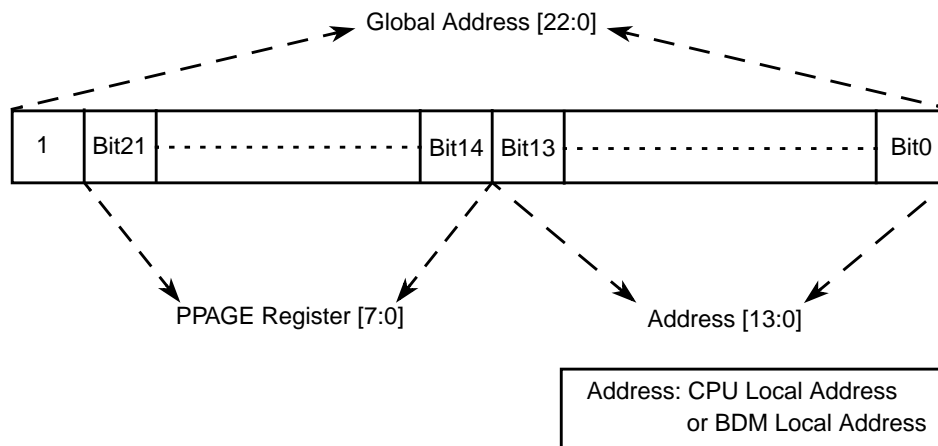 Global Address [22:0]
1 Bit21 Bit14 Bit13 Bit0
PPAGE Register [7:0] Address [13:0]
Address: CPU Local Address
or BDM Local Address